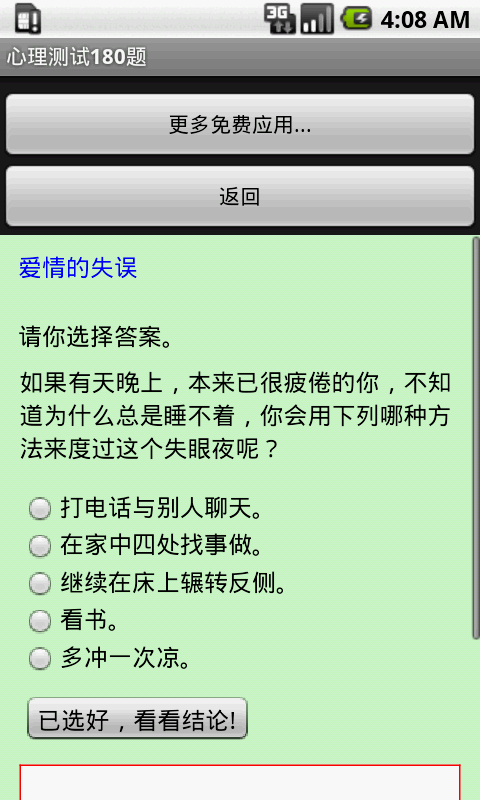 3G
4:08 AM
心理测试180题
更多免费应用...
返回
爱情的失误
请你选择答案。
如果有天晚上，本来已很疲倦的你，不知
道为什么总是睡不着，你会用下列哪种方
法来度过这个失眼夜呢？
打电话与别人聊天。
在家中四处找事做。
继续在床上辗转反侧。
看书。
多冲一次凉。
已选好，看看结论!